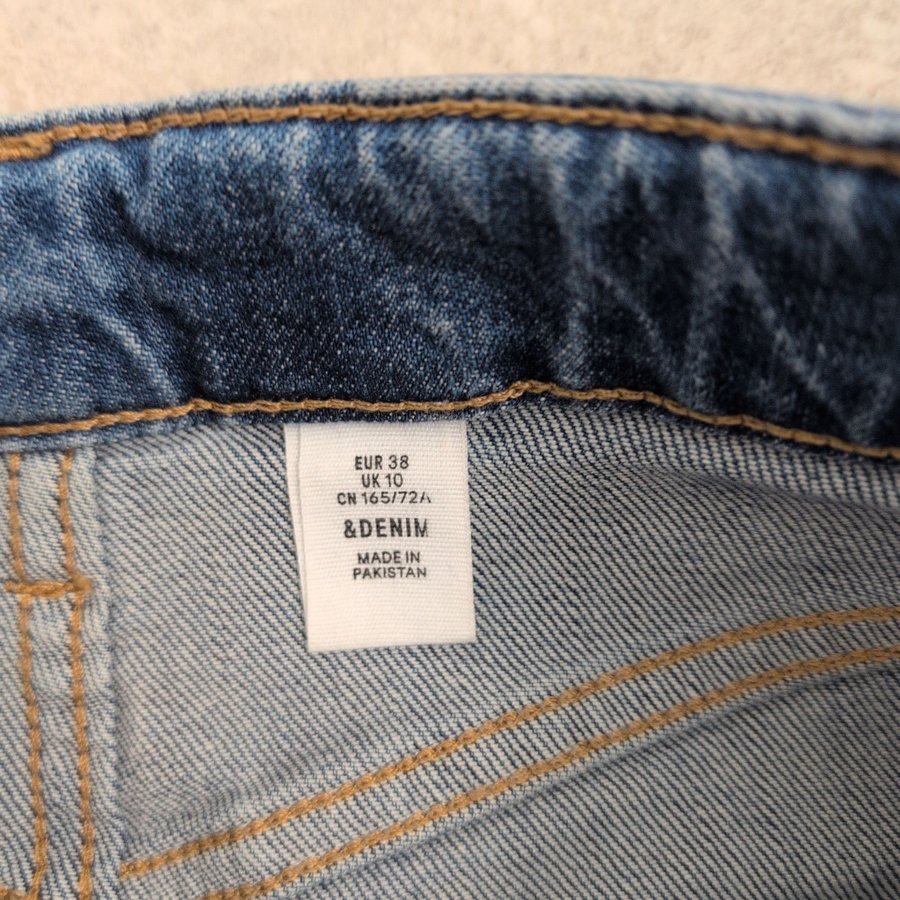 EUR 38
UK 10
CN 165/72A
&DENIM
MADE IN
PAKISTAN